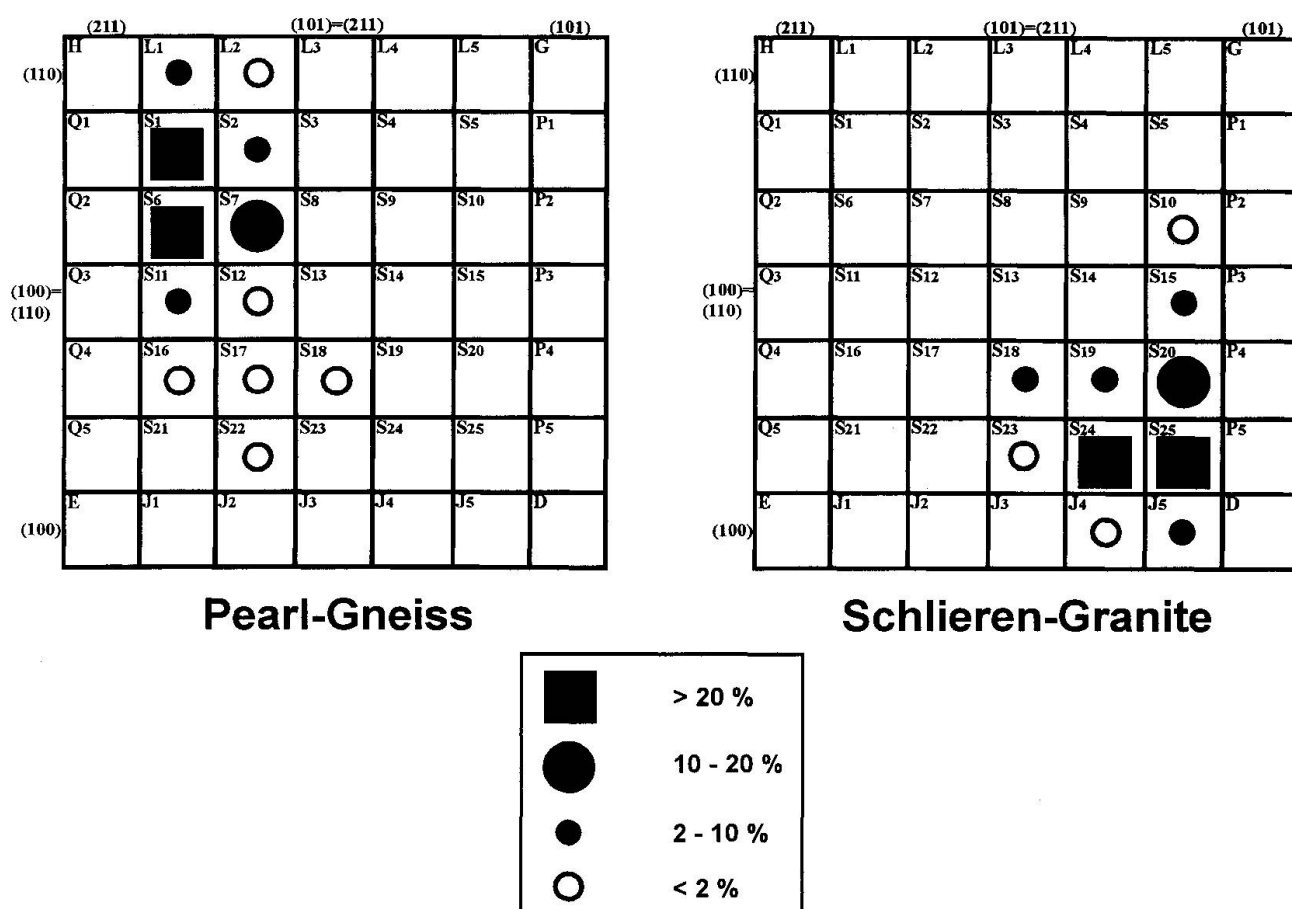 (211) (101)=(211) (101)
(110) H L1 L2 L3 L4 L5 G
Q1 S1 S2 S3 S4 S5 P1
Q2 S6 S7 S8 S9 S10 P2
(100)=
(110)
Q3 S11 S12 S13 S14 S15 P3
Q4 S16 S17 S18 S19 S20 P4
Q5 S21 S22 S23 S24 S25 P5
(100) E J1 J2 J3 J4 J5 D
Pearl-Gneiss
(211) (101)=(211) (101)
(110) H L1 L2 L3 L4 L5 G
Q1 S1 S2 S3 S4 S5 P1
Q2 S6 S7 S8 S9 S10 P2
(100)=
(110)
Q3 S11 S12 S13 S14 S15 P3
Q4 S16 S17 S18 S19 S20 P4
Q5 S21 S22 S23 S24 S25 P5
(100) E J1 J2 J3 J4 J5 D
Schlieren-Granite
> 20 %
10 - 20 %
2 - 10 %
< 2 %